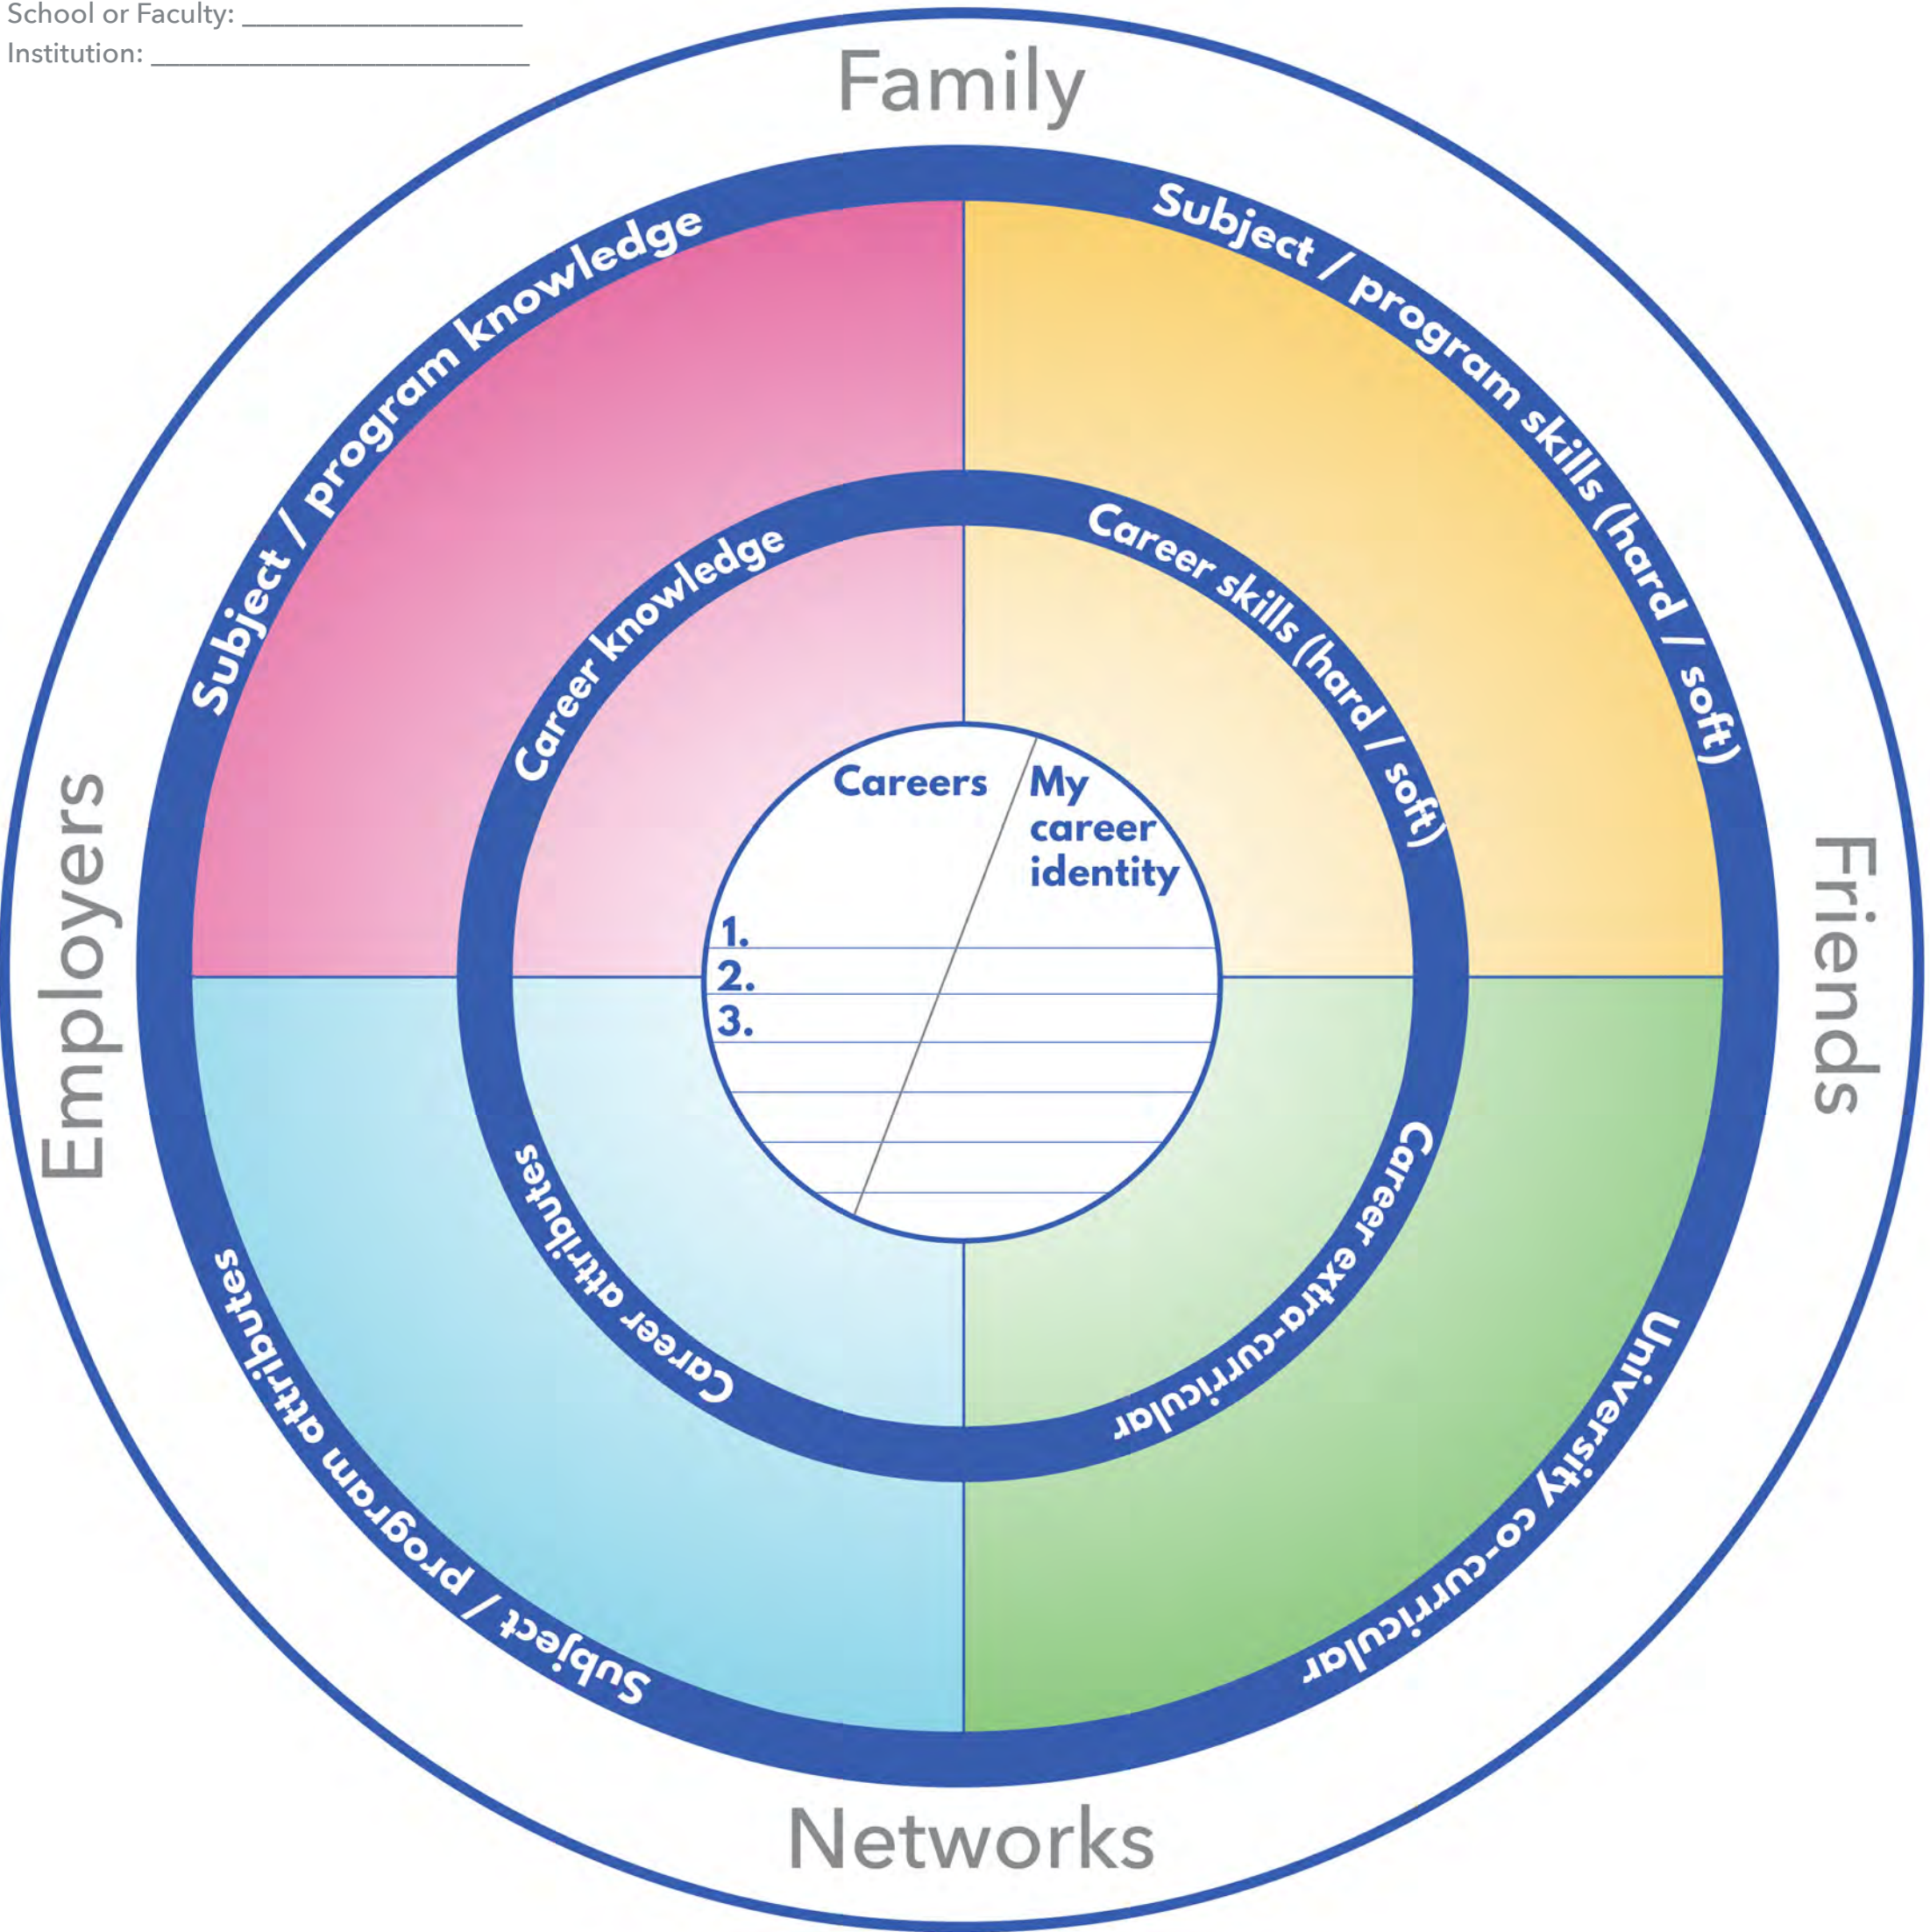 School or Faculty: ____________________
Institution: ___________________________
Family
Subject / program knowledge
Subject / program skills (hard / soft)
Career knowledge
Career skills (hard / soft)
Careers
My
career
identity
1.
2.
3.
Employers
Friends
Career attributes
Career extra-curricular
Subject / program attributes
University co-curricular
Networks